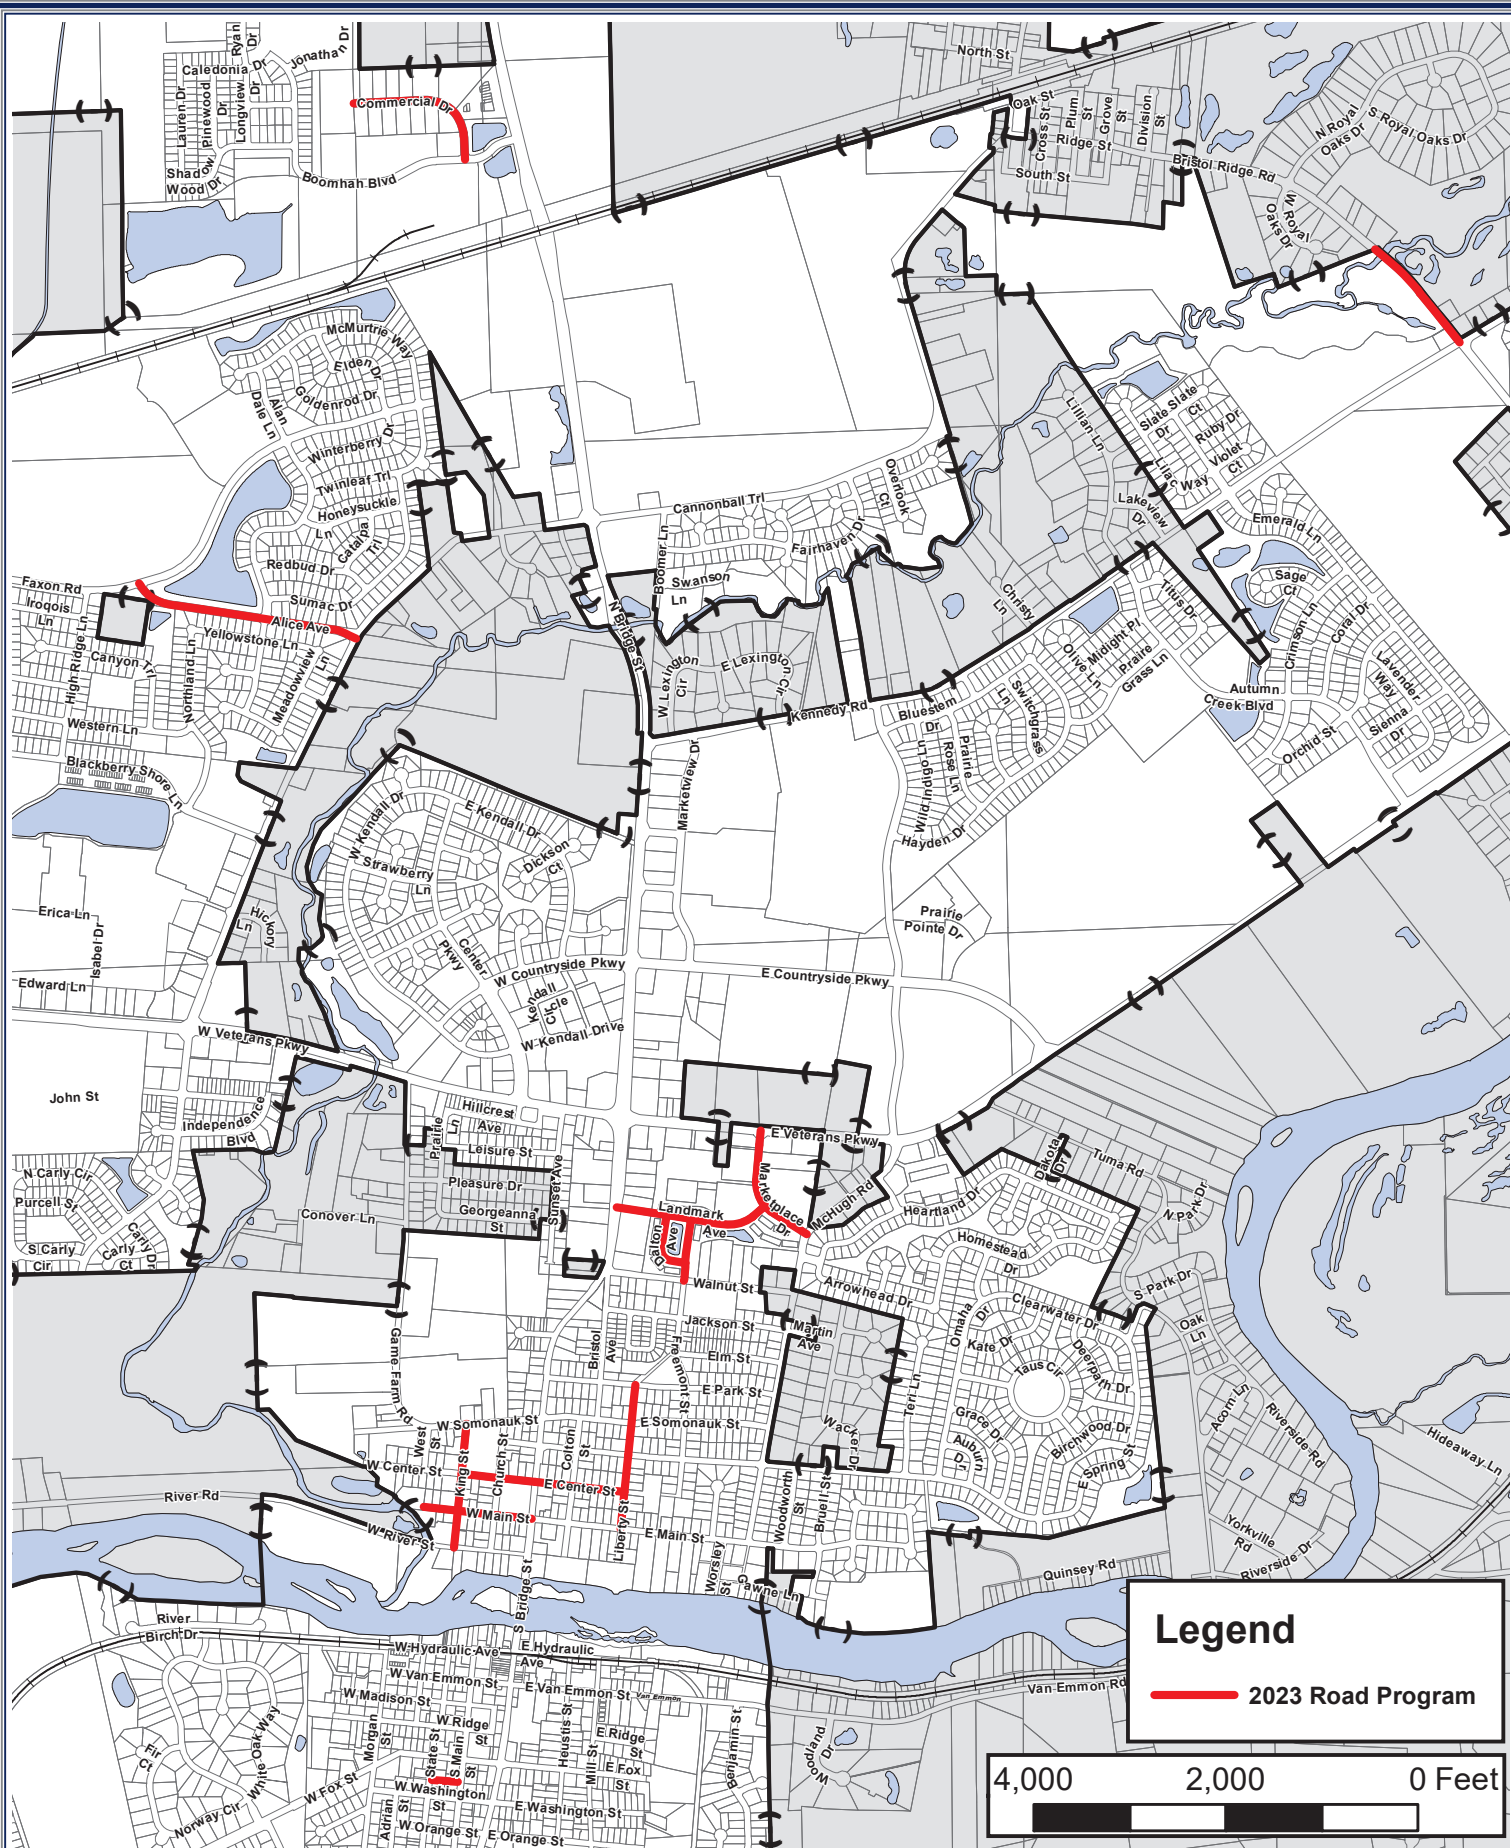 North St
Ryan
Dr
Jonathan Dr
Caledonia Dr
Lauren Dr
Pinewood
Dr
Longview
Dr
Commercial Dr
Shadow
Wood Dr
Boomhah Blvd
Oak St
Cross St
Plum
St
Grove
St
Division
St
Ridge St
South St
N Royal
Oaks Dr
S Royal Oaks Dr
Bristol Ridge Rd
W Royal
Oaks Dr
McMurtrie Way
Elden Dr
Goldenrod Dr
Alan
Dale Ln
Winterberry Dr
Twinleaf Trl
Honeysuckle
Ln
Catalpa
Trl
Redbud Dr
Sumac Dr
Faxon Rd
Iroqois
Ln
Alice Ave
Yellowstone Ln
High Ridge Ln
Canyon Trl
Northland Ln
Meadowview Ln
Western Ln
Blackberry Shore Ln
Cannonball Trl
Overlook
Ct
Boomer Ln
Fairhaven Dr
Swanson
Ln
N Bridge St
W Lexington
Cir
E Lexington Cir
Kennedy Rd
Lillian Ln
Slate Slate
Dr
Ct
Ruby Dr
Violet
Ct
Lilac Way
Lakeview
Dr
Emerald Ln
Christy
Ln
Titus Dr
Sage
Ct
Crimson Ln
Coral Dr
Midight Pl
Olive Ln
Praire
Grass Ln
Lavender
Way
Autumn
Creek Blvd
Sienna
Dr
Orchid St
Bluestem
Dr
Switchgrass
Ln
Prairie
Rose Ln
Wild Indigo Ln
Hayden Dr
Marketview Dr
W Kendall Dr
E Kendall Dr
Dickson
Ct
Strawberry
Ln
Center
Pkwy
Erica Ln
Isabel Dr
Hickory
Ln
Edward Ln
Prairie
Pointe Dr
W Countryside Pkwy
E Countryside Pkwy
Kendall
Circle
W Kendall Drive
W Veterans Pkwy
John St
Independence
Blvd
Hillcrest
Ave
Prairie
Ln
Leisure St
Pleasure Dr
Georgeanna
St
Sunset Ave
E Veterans Pkwy
Marketplace
Dr
McHugh Rd
Landmark
Ave
Dalton
Ave
Dakota
Dr
Tuma Rd
Heartland Dr
N Park Dr
N Carly Cir
Purcell St
S Carly
Cir
Carly
Ct
Carly Dr
Conover Ln
Homestead
Dr
S Park Dr
Walnut St
Arrowhead Dr
Clearwater Dr
Oak
Ln
Omaha
Dr
Jackson St
Martin
Ave
Kate Dr
Deerpath Dr
Bristol
Ave
Freemont St
Elm St
Taus Cir
E Park St
Teri Ln
Acorn Ln
Riverside Rd
Game Farm Rd
W Somonauk St
E Somonauk St
West
St
Church St
Colton
St
Wacker Dr
Grace Dr
Auburn
Dr
Birchwood Dr
E Spring St
Hideaway Ln
W Center St
King St
E Center St
River Rd
W Main St
Liberty St
E Main St
W River St
Woodworth
St
Bruell St
Yorkville
Rd
Riverside Dr
Worsley
St
Gawne Ln
Quinsey Rd
S Bridge St
River
Birch Dr
W Hydraulic Ave
E Hydraulic
Ave
W Van Emmon St
E Van Emmon St
Van Emmon
Van Emmon Rd
W Madison St
W Ridge
St
E Ridge
St
Morgan
St
State St
S Main
St
Heustis St
Mill St
E Fox
St
Benjamin St
Woodland
Dr
Fir
Ct
White Oak Way
W Fox St
W Washington
St
E Washington St
Norway Cir
Adrian
St
W Orange St
E Orange St
Legend
2023 Road Program
4,000
2,000
0 Feet